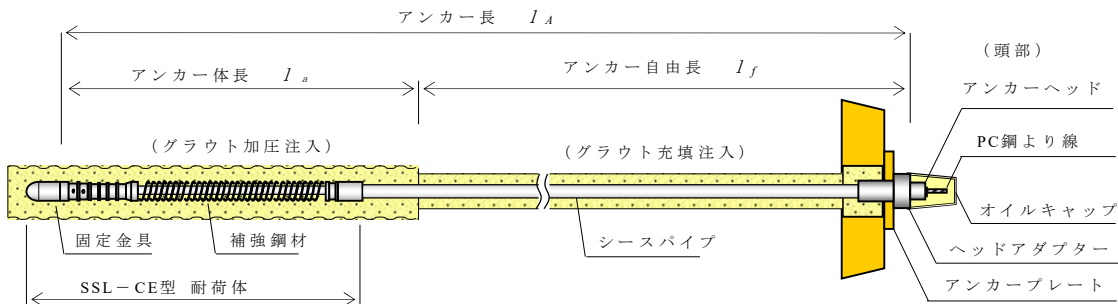 アンカー長 lA
アンカー体長 la
アンカー自由長 lf
(頭部)
アンカーヘッド
PC鋼より線
(グラウト加圧注入)
(グラウト充填注入)
オイルキャップ
固定金具
補強鋼材
シースパイプ
ヘッドアダプター
SSL-CE型 耐荷体
アンカープレート